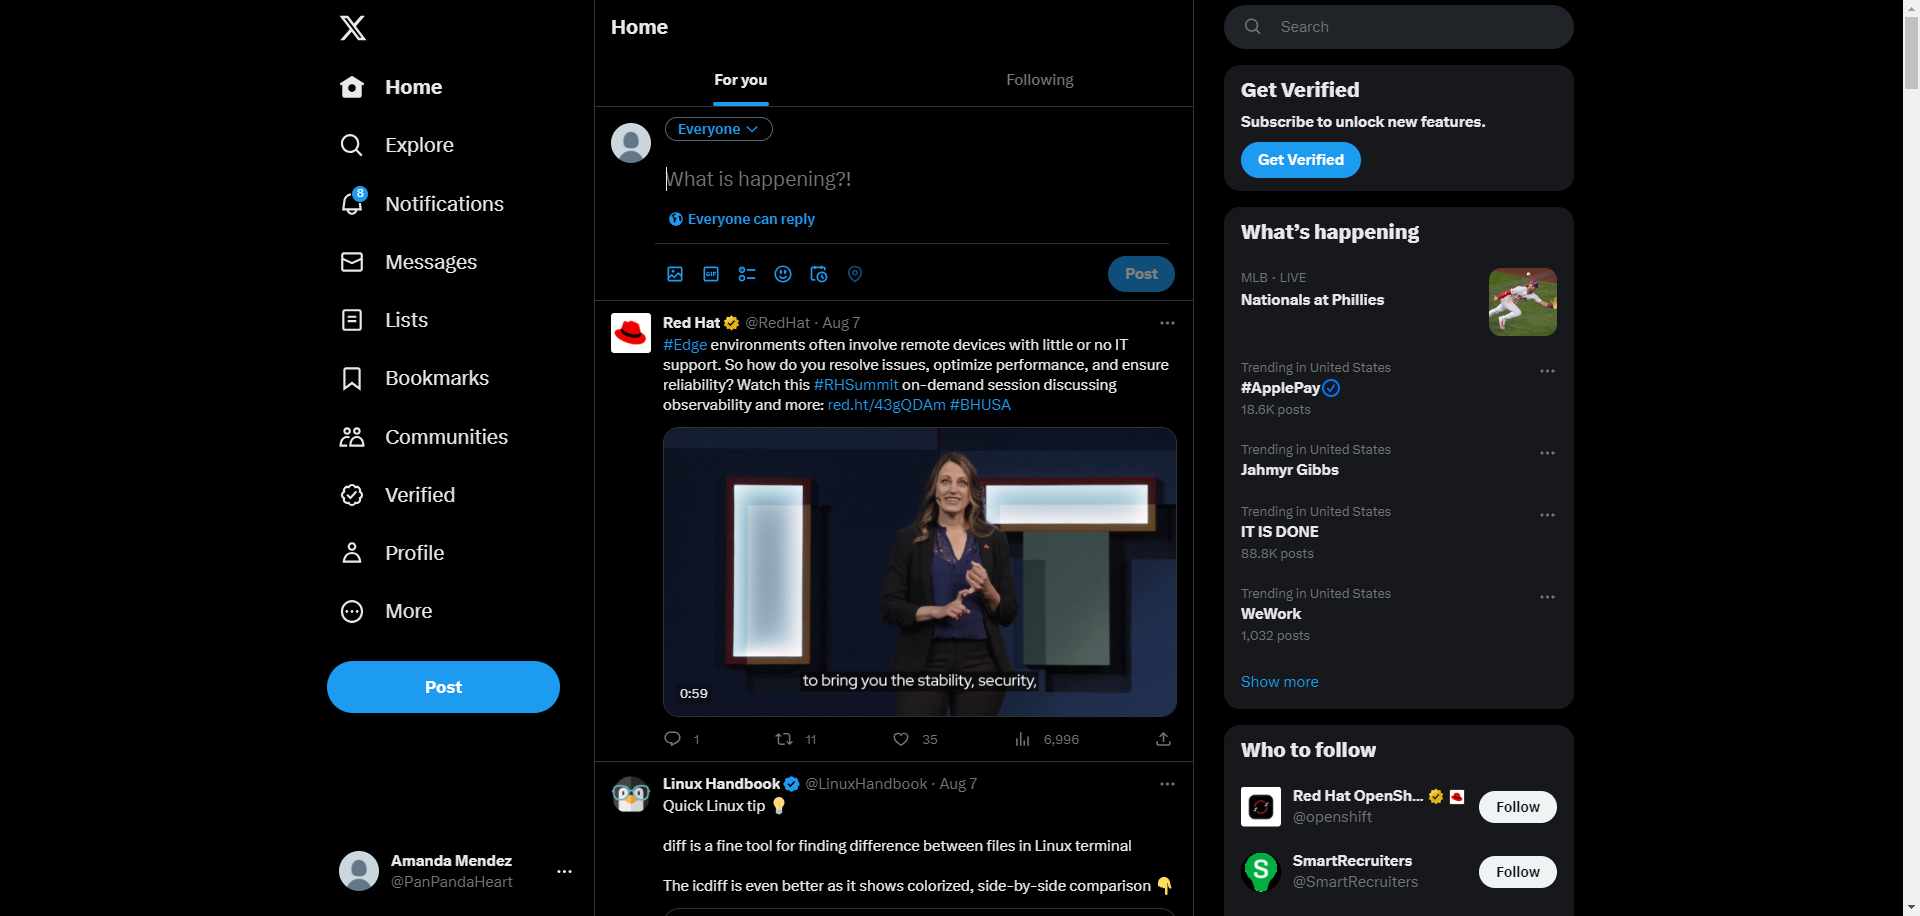 Home
Explore
8
Notifications
Messages
Lists
Bookmarks
Communities
Verified
Profile
More
Post
Amanda Mendez
@PanPandaHeart
Home
For you
Following
Everyone
What is happening?!
Everyone can reply
GIF
Post
Red Hat @RedHat · Aug 7
#Edge environments often involve remote devices with little or no IT
support. So how do you resolve issues, optimize performance, and ensure
reliability? Watch this #RHSummit on-demand session discussing
observability and more: red.ht/43gQDAm #BHUSA
to bring you the stability, security,
0:59
1
11
35
6,996
Linux Handbook @LinuxHandbook · Aug 7
Quick Linux tip
diff is a fine tool for finding difference between files in Linux terminal
The icdiff is even better as it shows colorized, side-by-side comparison
Search
Get Verified
Subscribe to unlock new features.
Get Verified
What's happening
MLB · LIVE
Nationals at Phillies
Trending in United States
#ApplePay
18.6K posts
Trending in United States
Jahmyr Gibbs
Trending in United States
IT IS DONE
88.8K posts
Trending in United States
WeWork
1,032 posts
Show more
Who to follow
Red Hat OpenSh...
@openshift
Follow
S
SmartRecruiters
@SmartRecruiters
Follow